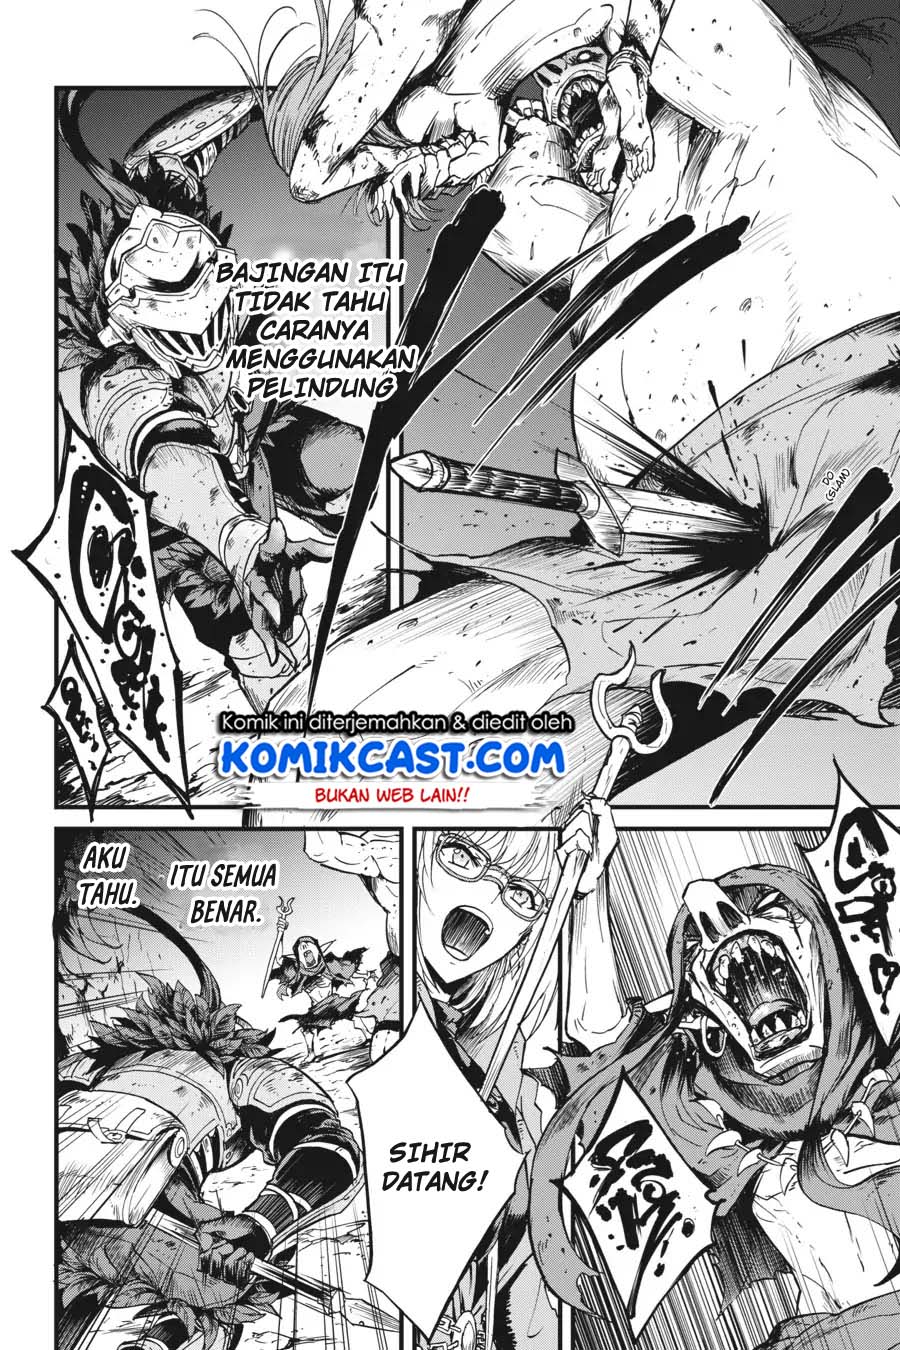 BAJINGAN ITU
TIDAK TAHU
CARANYA
MENGGUNAKAN
PELINDUNG
DO
(SLAM)
Komik ini diterjemahkan & diedit oleh
KOMIKCAST.COM
BUKAN WEB LAIN!!
AKU
TAHU.
ITU SEMUA
BENAR.
SIHIR
DATANG!